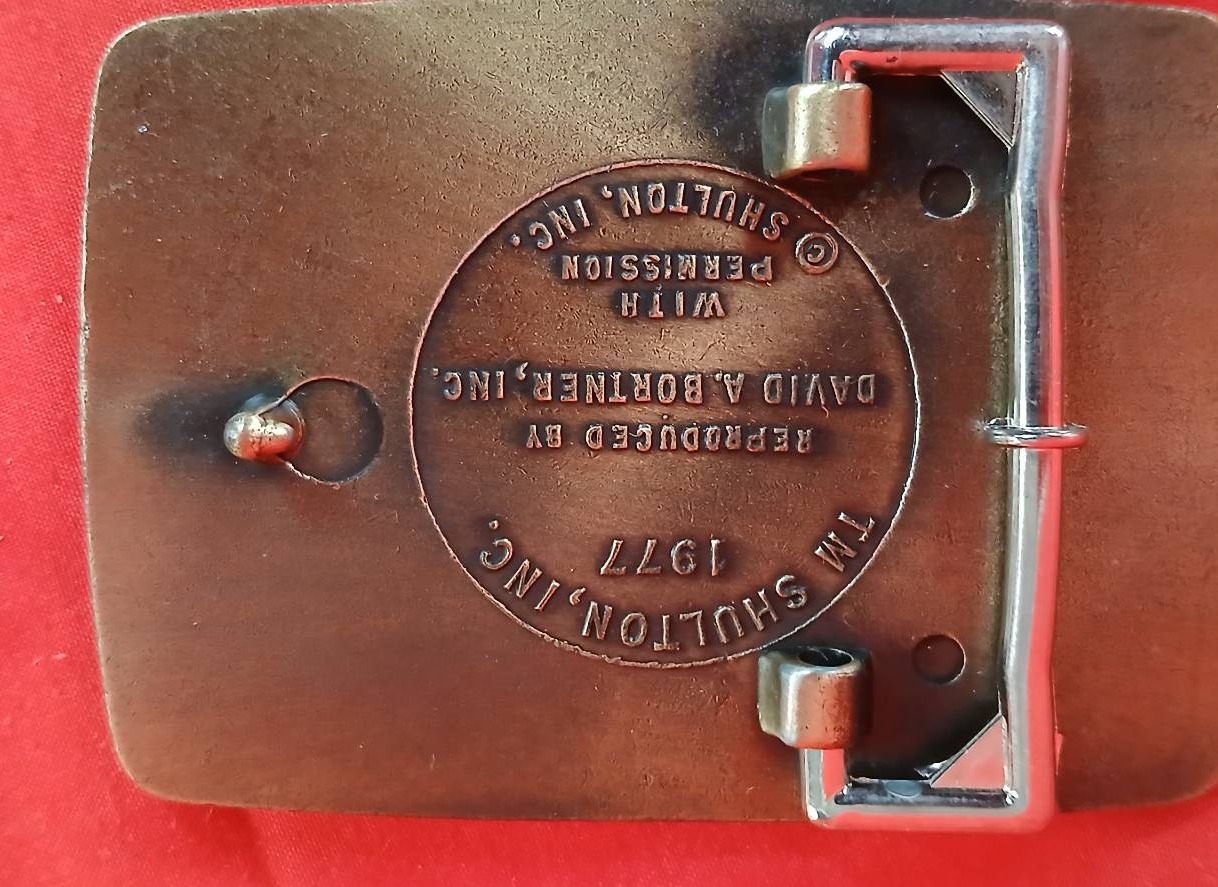 TM SHULTON, INC.
1977
REPRODUCED BY
DAVID A. BORTNER, INC.
WITH
PERMISSION
© SHULTON, INC.